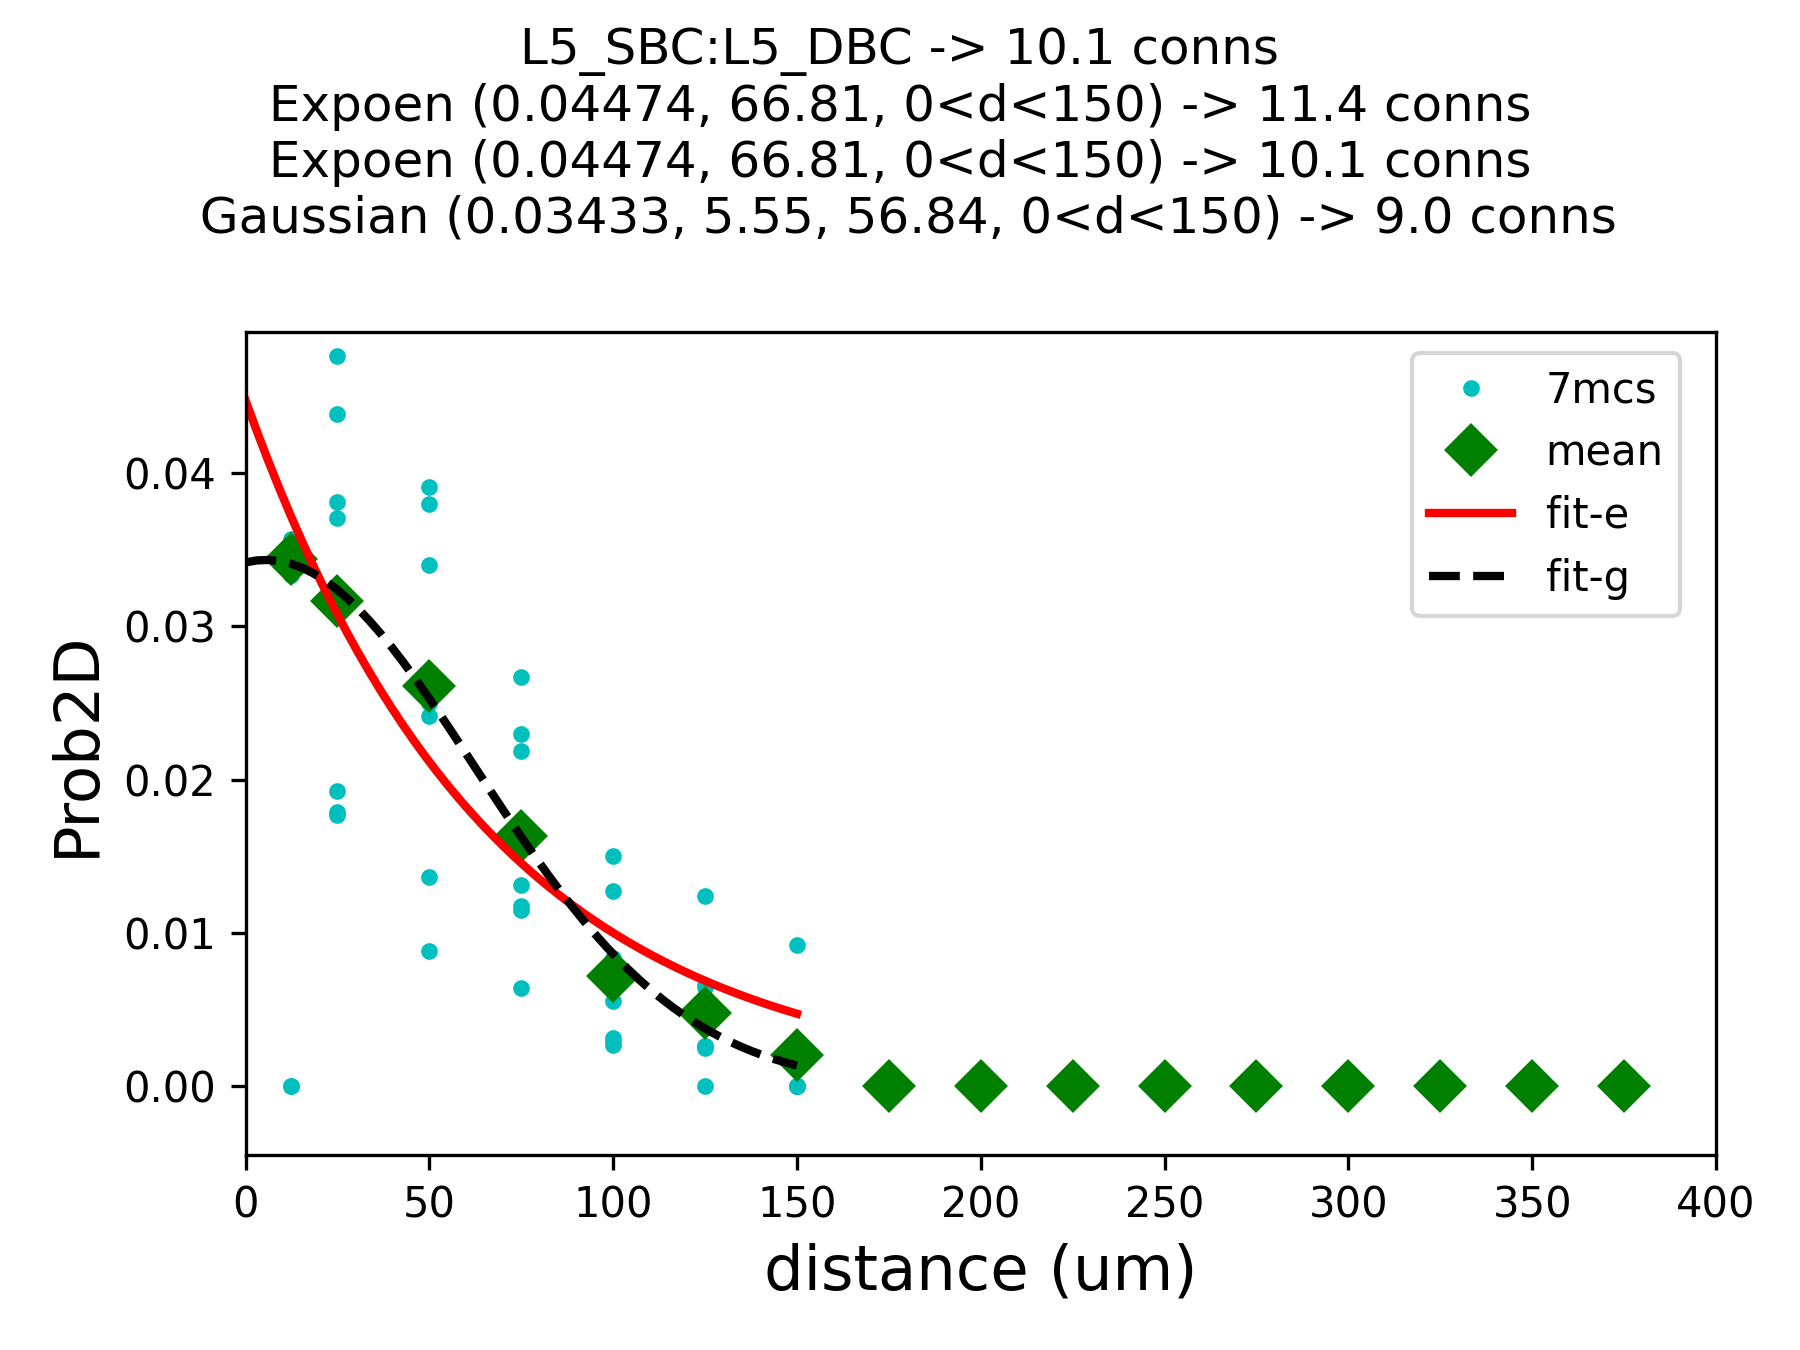 L5_SBC:L5_DBC -> 10.1 conns
Expoen (0.04474, 66.81, 0<d<150) -> 11.4 conns
Expoen (0.04474, 66.81, 0<d<150) -> 10.1 conns
Gaussian (0.03433, 5.55, 56.84, 0<d<150) -> 9.0 conns
7mcs
mean
fit-e
fit-g
0.04
0.03
0.02
0.01
0.00
Prob2D
0 50 100 150 200 250 300 350 400
distance (um)